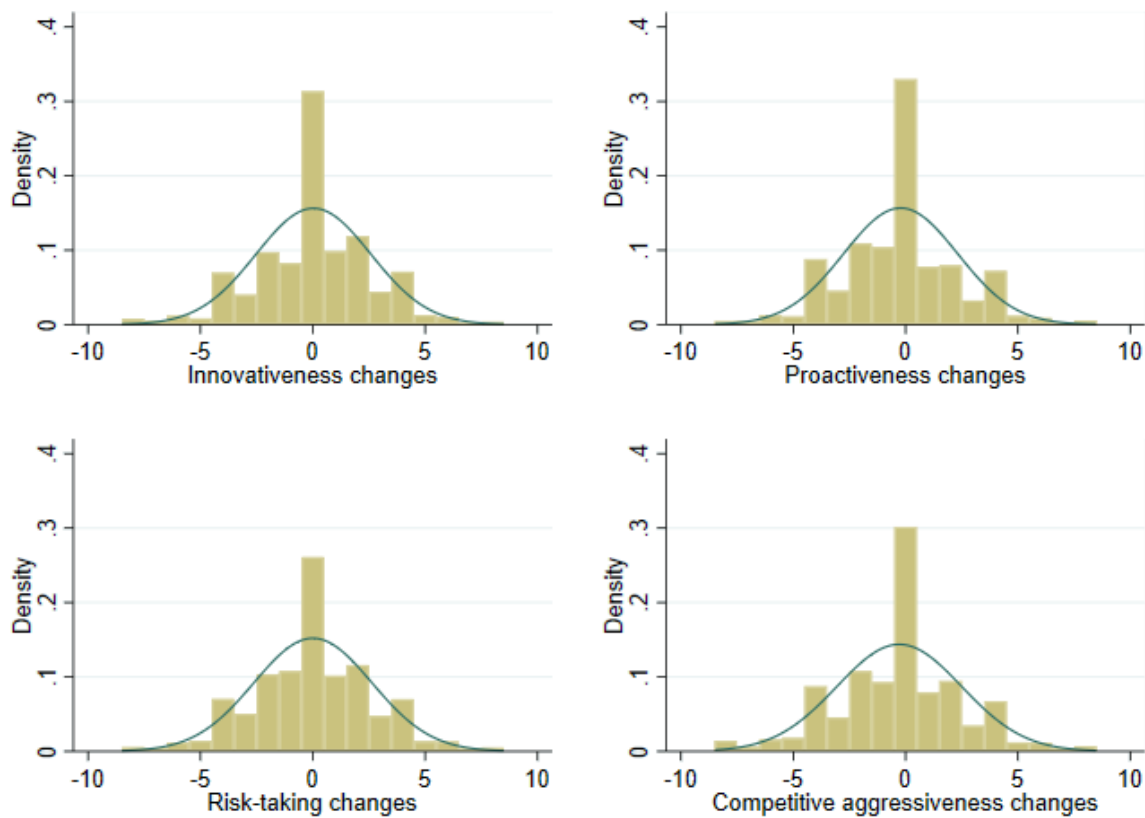 Density
0 .1 .2 .3 .4
-10 -5 0 5 10
Innovativeness changes
Density
0 .1 .2 .3 .4
-10 -5 0 5 10
Proactiveness changes
Density
0 .1 .2 .3 .4
-10 -5 0 5 10
Risk-taking changes
Density
0 .1 .2 .3 .4
-10 -5 0 5 10
Competitive aggressiveness changes